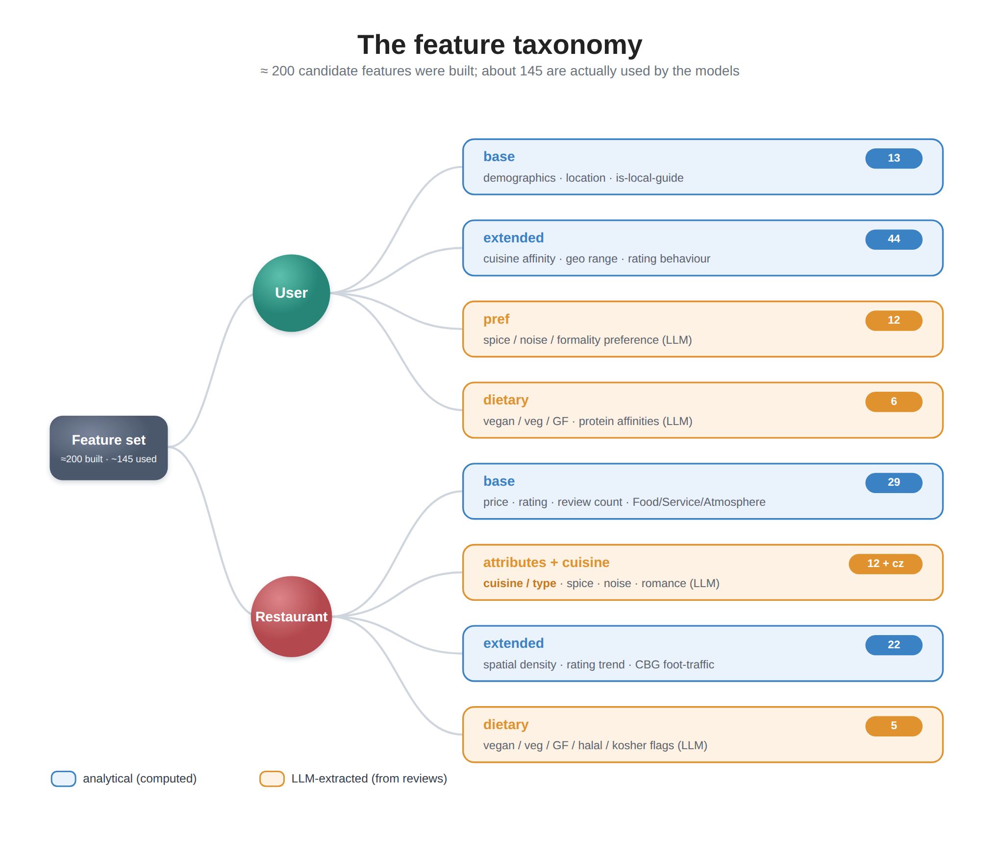 The feature taxonomy
≈ 200 candidate features were built; about 145 are actually used by the models
base
13
demographics · location · is-local-guide
extended
44
cuisine affinity · geo range · rating behaviour
User
pref
12
spice / noise / formality preference (LLM)
dietary
6
vegan / veg / GF · protein affinities (LLM)
Feature set
≈200 built · ~145 used
base
29
price · rating · review count · Food/Service/Atmosphere
attributes + cuisine
12 + cz
cuisine / type · spice · noise · romance (LLM)
Restaurant
extended
22
spatial density · rating trend · CBG foot-traffic
dietary
5
vegan / veg / GF / halal / kosher flags (LLM)
analytical (computed)
LLM-extracted (from reviews)